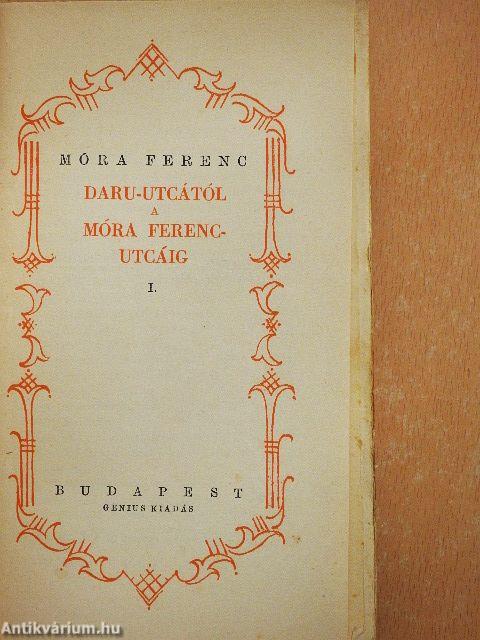 MÓRA FERENC
DARU-UTCÁTÓL
A
MÓRA FERENC-
UTCÁIG
I.
BUDAPEST
GENIUS KIADÁS
Antikvárium.hu